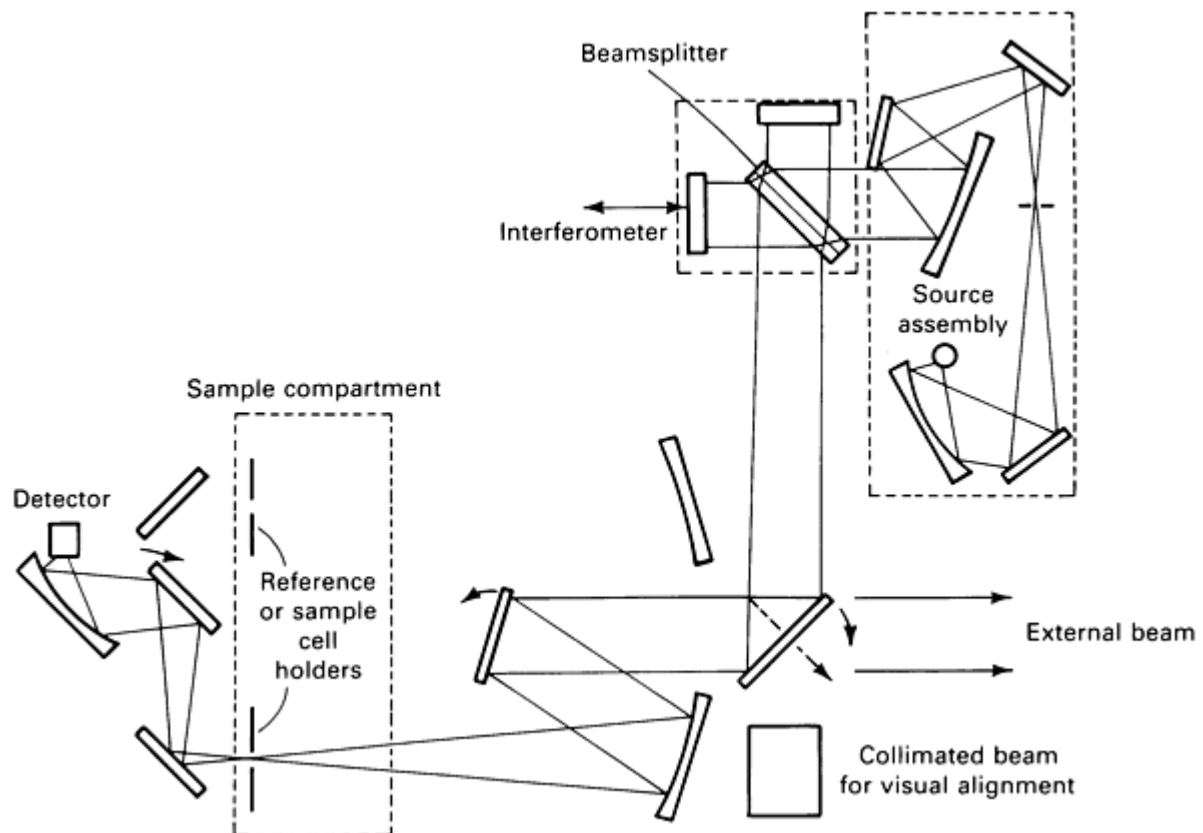 Beamsplitter
Interferometer
Source
assembly
Sample compartment
Detector
Reference
or sample
cell
holders
External beam
Collimated beam
for visual alignment